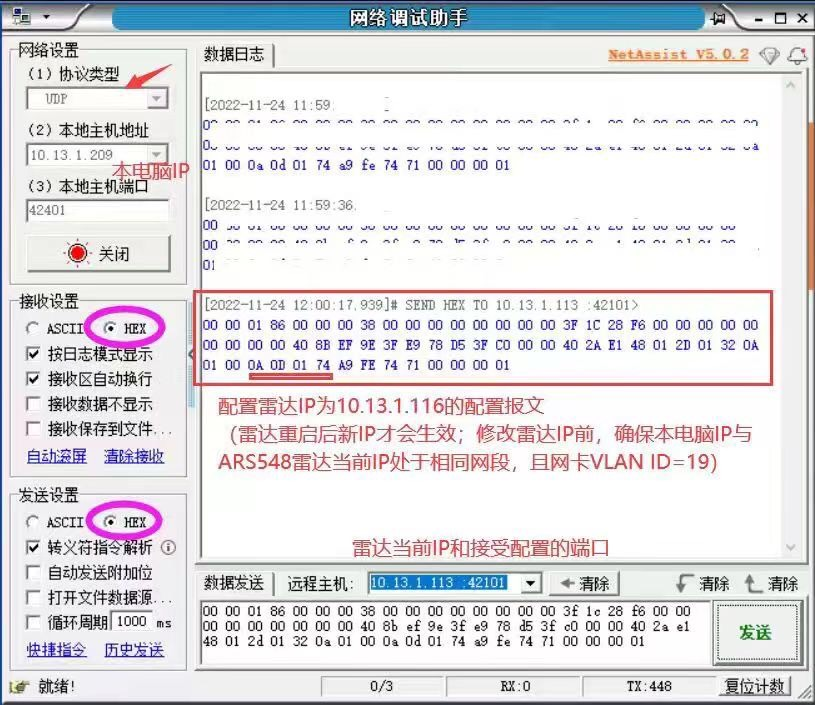 网络调试助手
网络设置
(1) 协议类型
UDP
(2) 本地主机地址
10.13.1.209
本电脑IP
(3) 本地主机端口
42401
关闭
接收设置
ASCII HEX
按日志模式显示
接收区自动换行
接收数据不显示
接收保存到文件...
自动滚屏 清除接收
发送设置
ASCII HEX
转义符指令解析
自动发送附加位
打开文件数据源...
循环周期 1000 ms
快捷指令 历史发送
数据日志
NetAssist V5.0.2
[2022-11-24 11:59:
01 00 0a 0d 01 74 a9 fe 74 71 00 00 00 01
[2022-11-24 11:59:36.
[2022-11-24 12:00:17.939]# SEND HEX TO 10.13.1.113 :42101>
00 00 01 86 00 00 00 38 00 00 00 00 00 00 00 00 3F 1C 28 F6 00 00 00 00 00
00 00 00 00 40 8B EF 9E 3F E9 78 D5 3F C0 00 00 40 2A E1 48 01 2D 01 32 0A
01 00 0A 0D 01 74 A9 FE 74 71 00 00 00 01
配置雷达IP为10.13.1.116的配置报文
（雷达重启后新IP才会生效；修改雷达IP前，确保本电脑IP与
ARS548雷达当前IP处于相同网段，且网卡VLAN ID=19）
雷达当前IP和接受配置的端口
数据发送 远程主机: 10.13.1.113 :42101 清除 清除 清除
00 00 01 86 00 00 00 38 00 00 00 00 00 00 00 00 3f 1c 28 f6 00 00
00 00 00 00 00 00 00 40 8b ef 9e 3f e9 78 d5 3f c0 00 00 40 2a e1
48 01 2d 01 32 0a 01 00 0a 0d 01 74 a9 fe 74 71 00 00 00 01
发送
就绪!
0/3
RX:0
TX:448
复位计数